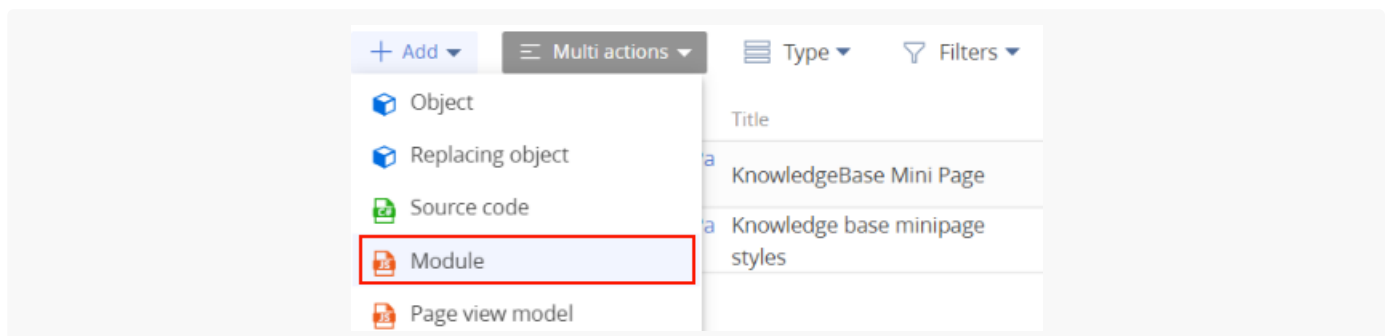 Add
Multi actions
Type
Filters
Object
Title
Replacing object
a
KnowledgeBase Mini Page
Source code
a
Knowledge base minipage
styles
Module
Page view model